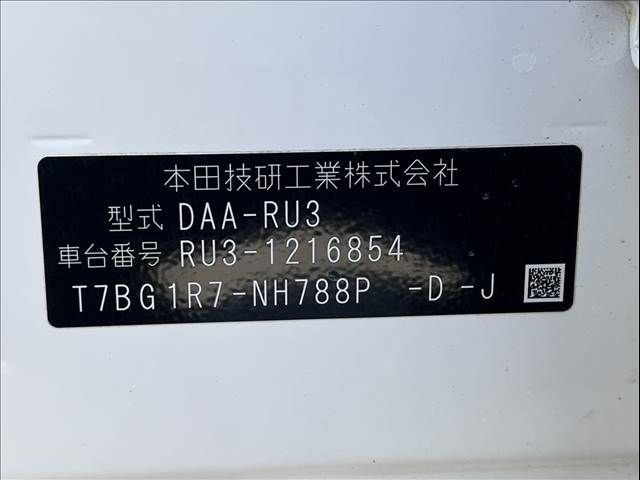 本田技研工業株式会社
型式 DAA-RU3
車台番号 RU3-1216854
T7BG1R7-NH788P -D-J